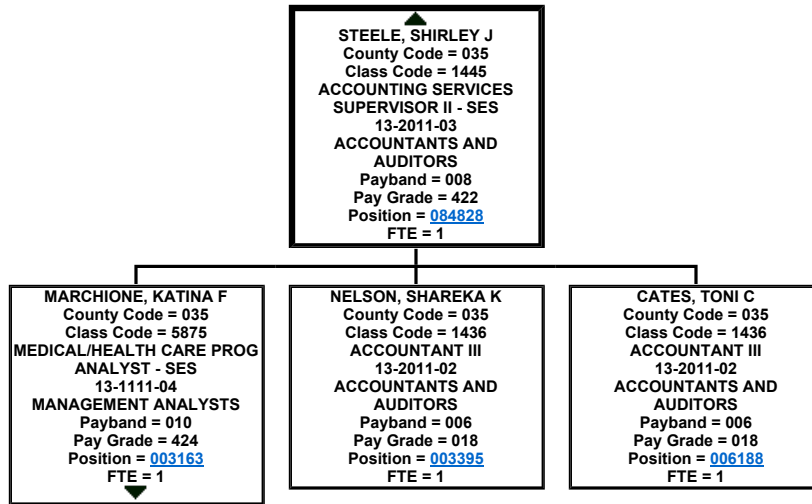 STEELE, SHIRLEY J
County Code = 035
Class Code = 1445
ACCOUNTING SERVICES
SUPERVISOR II - SES
13-2011-03
ACCOUNTANTS AND
AUDITORS
Payband = 008
Pay Grade = 422
Position = 084828
FTE = 1
MARCHIONE, KATINA F
County Code = 035
Class Code = 5875
MEDICAL/HEALTH CARE PROG
ANALYST - SES
13-1111-04
MANAGEMENT ANALYSTS
Payband = 010
Pay Grade = 424
Position = 003163
FTE = 1
NELSON, SHAREKA K
County Code = 035
Class Code = 1436
ACCOUNTANT III
13-2011-02
ACCOUNTANTS AND
AUDITORS
Payband = 006
Pay Grade = 018
Position = 003395
FTE = 1
CATES, TONI C
County Code = 035
Class Code = 1436
ACCOUNTANT III
13-2011-02
ACCOUNTANTS AND
AUDITORS
Payband = 006
Pay Grade = 018
Position = 006188
FTE = 1